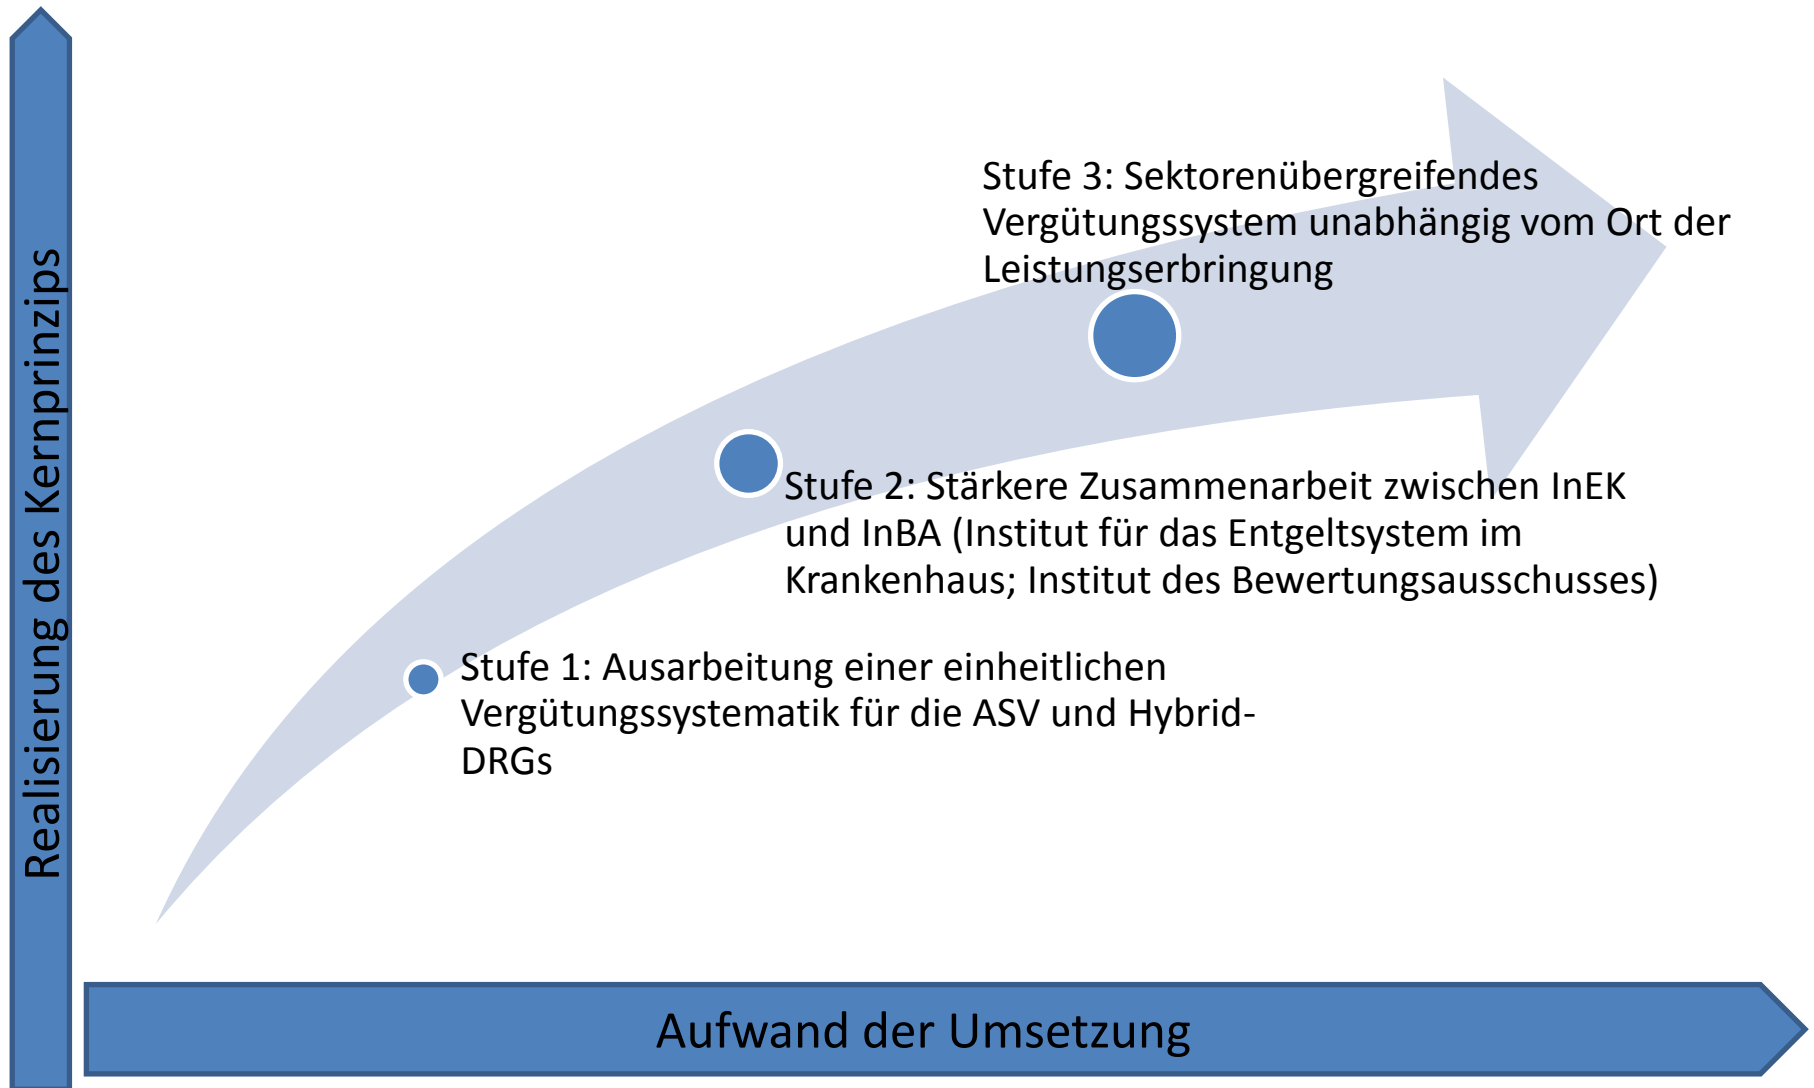 Realisierung des Kernprinzips
Stufe 3: Sektorenübergreifendes
Vergütungssystem unabhängig vom Ort der
Leistungserbringung
Stufe 2: Stärkere Zusammenarbeit zwischen InEK
und InBA (Institut für das Entgeltsystem im
Krankenhaus; Institut des Bewertungsausschusses)
Stufe 1: Ausarbeitung einer einheitlichen
Vergütungssystematik für die ASV und Hybrid-
DRGs
Aufwand der Umsetzung